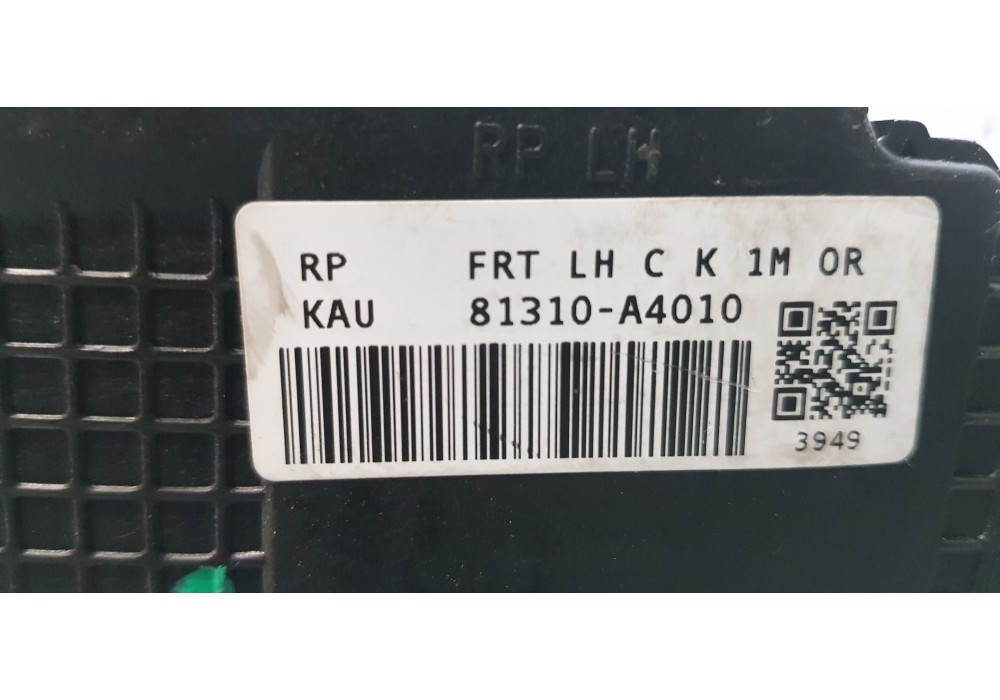 RP LH
RP FRT LH C K 1M OR
KAU 81310-A4010
3949